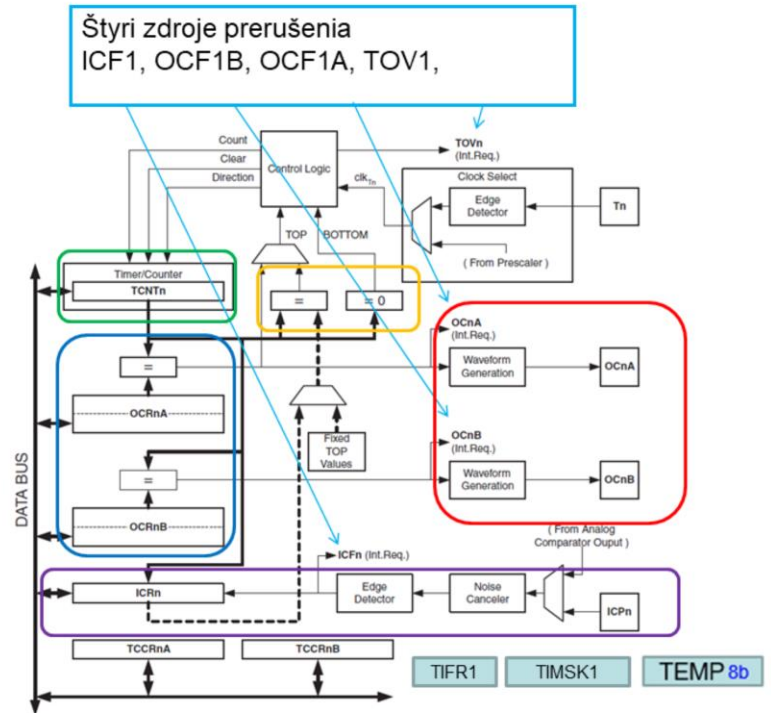 Štyri zdroje prerušenia
ICF1, OCF1B, OCF1A, TOV1,
Count
Clear
Direction
Control Logic
TOVn
(Int.Req.)
clkTn
Clock Select
Edge
Detector
Tn
TOP
BOTTOM
( From Prescaler )
Timer/Counter
TCNTn
=
= 0
=
OCRnA
OCnA
(Int.Req.)
Waveform
Generation
OCnA
Fixed
TOP
Values
OCnB
(Int.Req.)
=
Waveform
Generation
OCnB
OCRnB
DATA BUS
( From Analog
Comparator Ouput )
ICFn (Int.Req.)
ICRn
Edge
Detector
Noise
Canceler
ICPn
TCCRnA
TCCRnB
TIFR1
TIMSK1
TEMP 8b